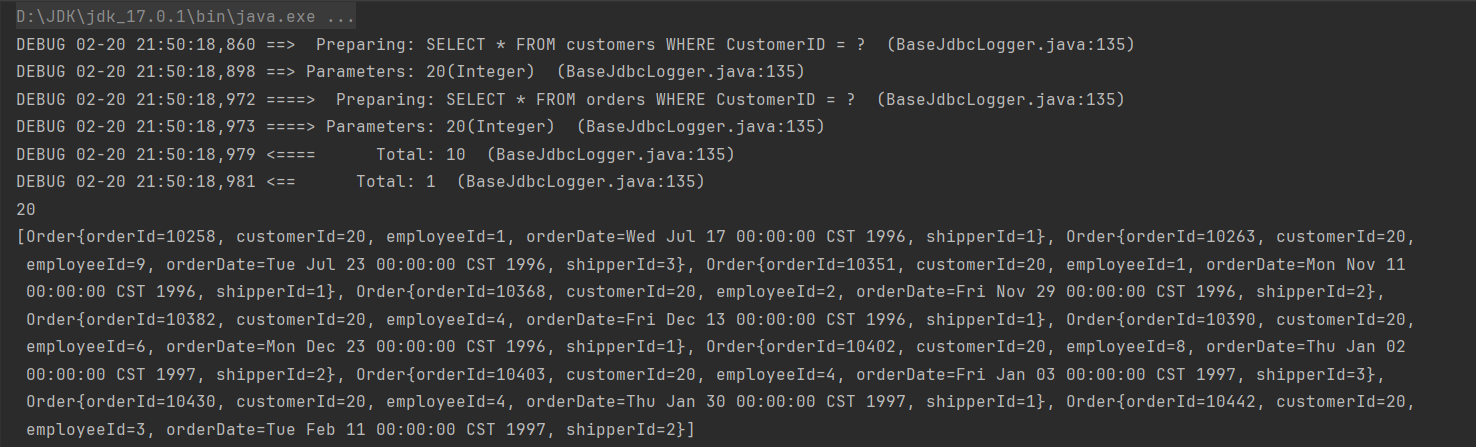 D:\JDK\jdk_17.0.1\bin\java.exe ...
DEBUG 02-20 21:50:18,860 ==>  Preparing: SELECT * FROM customers WHERE CustomerID = ?  (BaseJdbcLogger.java:135)
DEBUG 02-20 21:50:18,898 ==> Parameters: 20(Integer)  (BaseJdbcLogger.java:135)
DEBUG 02-20 21:50:18,972 ====>  Preparing: SELECT * FROM orders WHERE CustomerID = ?  (BaseJdbcLogger.java:135)
DEBUG 02-20 21:50:18,973 ====> Parameters: 20(Integer)  (BaseJdbcLogger.java:135)
DEBUG 02-20 21:50:18,979 <====      Total: 10  (BaseJdbcLogger.java:135)
DEBUG 02-20 21:50:18,981 <==      Total: 1  (BaseJdbcLogger.java:135)
20
[Order{orderId=10258, customerId=20, employeeId=1, orderDate=Wed Jul 17 00:00:00 CST 1996, shipperId=1}, Order{orderId=10263, customerId=20,
employeeId=9, orderDate=Tue Jul 23 00:00:00 CST 1996, shipperId=3}, Order{orderId=10351, customerId=20, employeeId=1, orderDate=Mon Nov 11
00:00:00 CST 1996, shipperId=1}, Order{orderId=10368, customerId=20, employeeId=2, orderDate=Fri Nov 29 00:00:00 CST 1996, shipperId=2},
Order{orderId=10382, customerId=20, employeeId=4, orderDate=Fri Dec 13 00:00:00 CST 1996, shipperId=1}, Order{orderId=10390, customerId=20,
employeeId=6, orderDate=Mon Dec 23 00:00:00 CST 1996, shipperId=1}, Order{orderId=10402, customerId=20, employeeId=8, orderDate=Thu Jan 02
00:00:00 CST 1997, shipperId=2}, Order{orderId=10403, customerId=20, employeeId=4, orderDate=Fri Jan 03 00:00:00 CST 1997, shipperId=3},
Order{orderId=10430, customerId=20, employeeId=4, orderDate=Thu Jan 30 00:00:00 CST 1997, shipperId=1}, Order{orderId=10442, customerId=20,
employeeId=3, orderDate=Tue Feb 11 00:00:00 CST 1997, shipperId=2}]